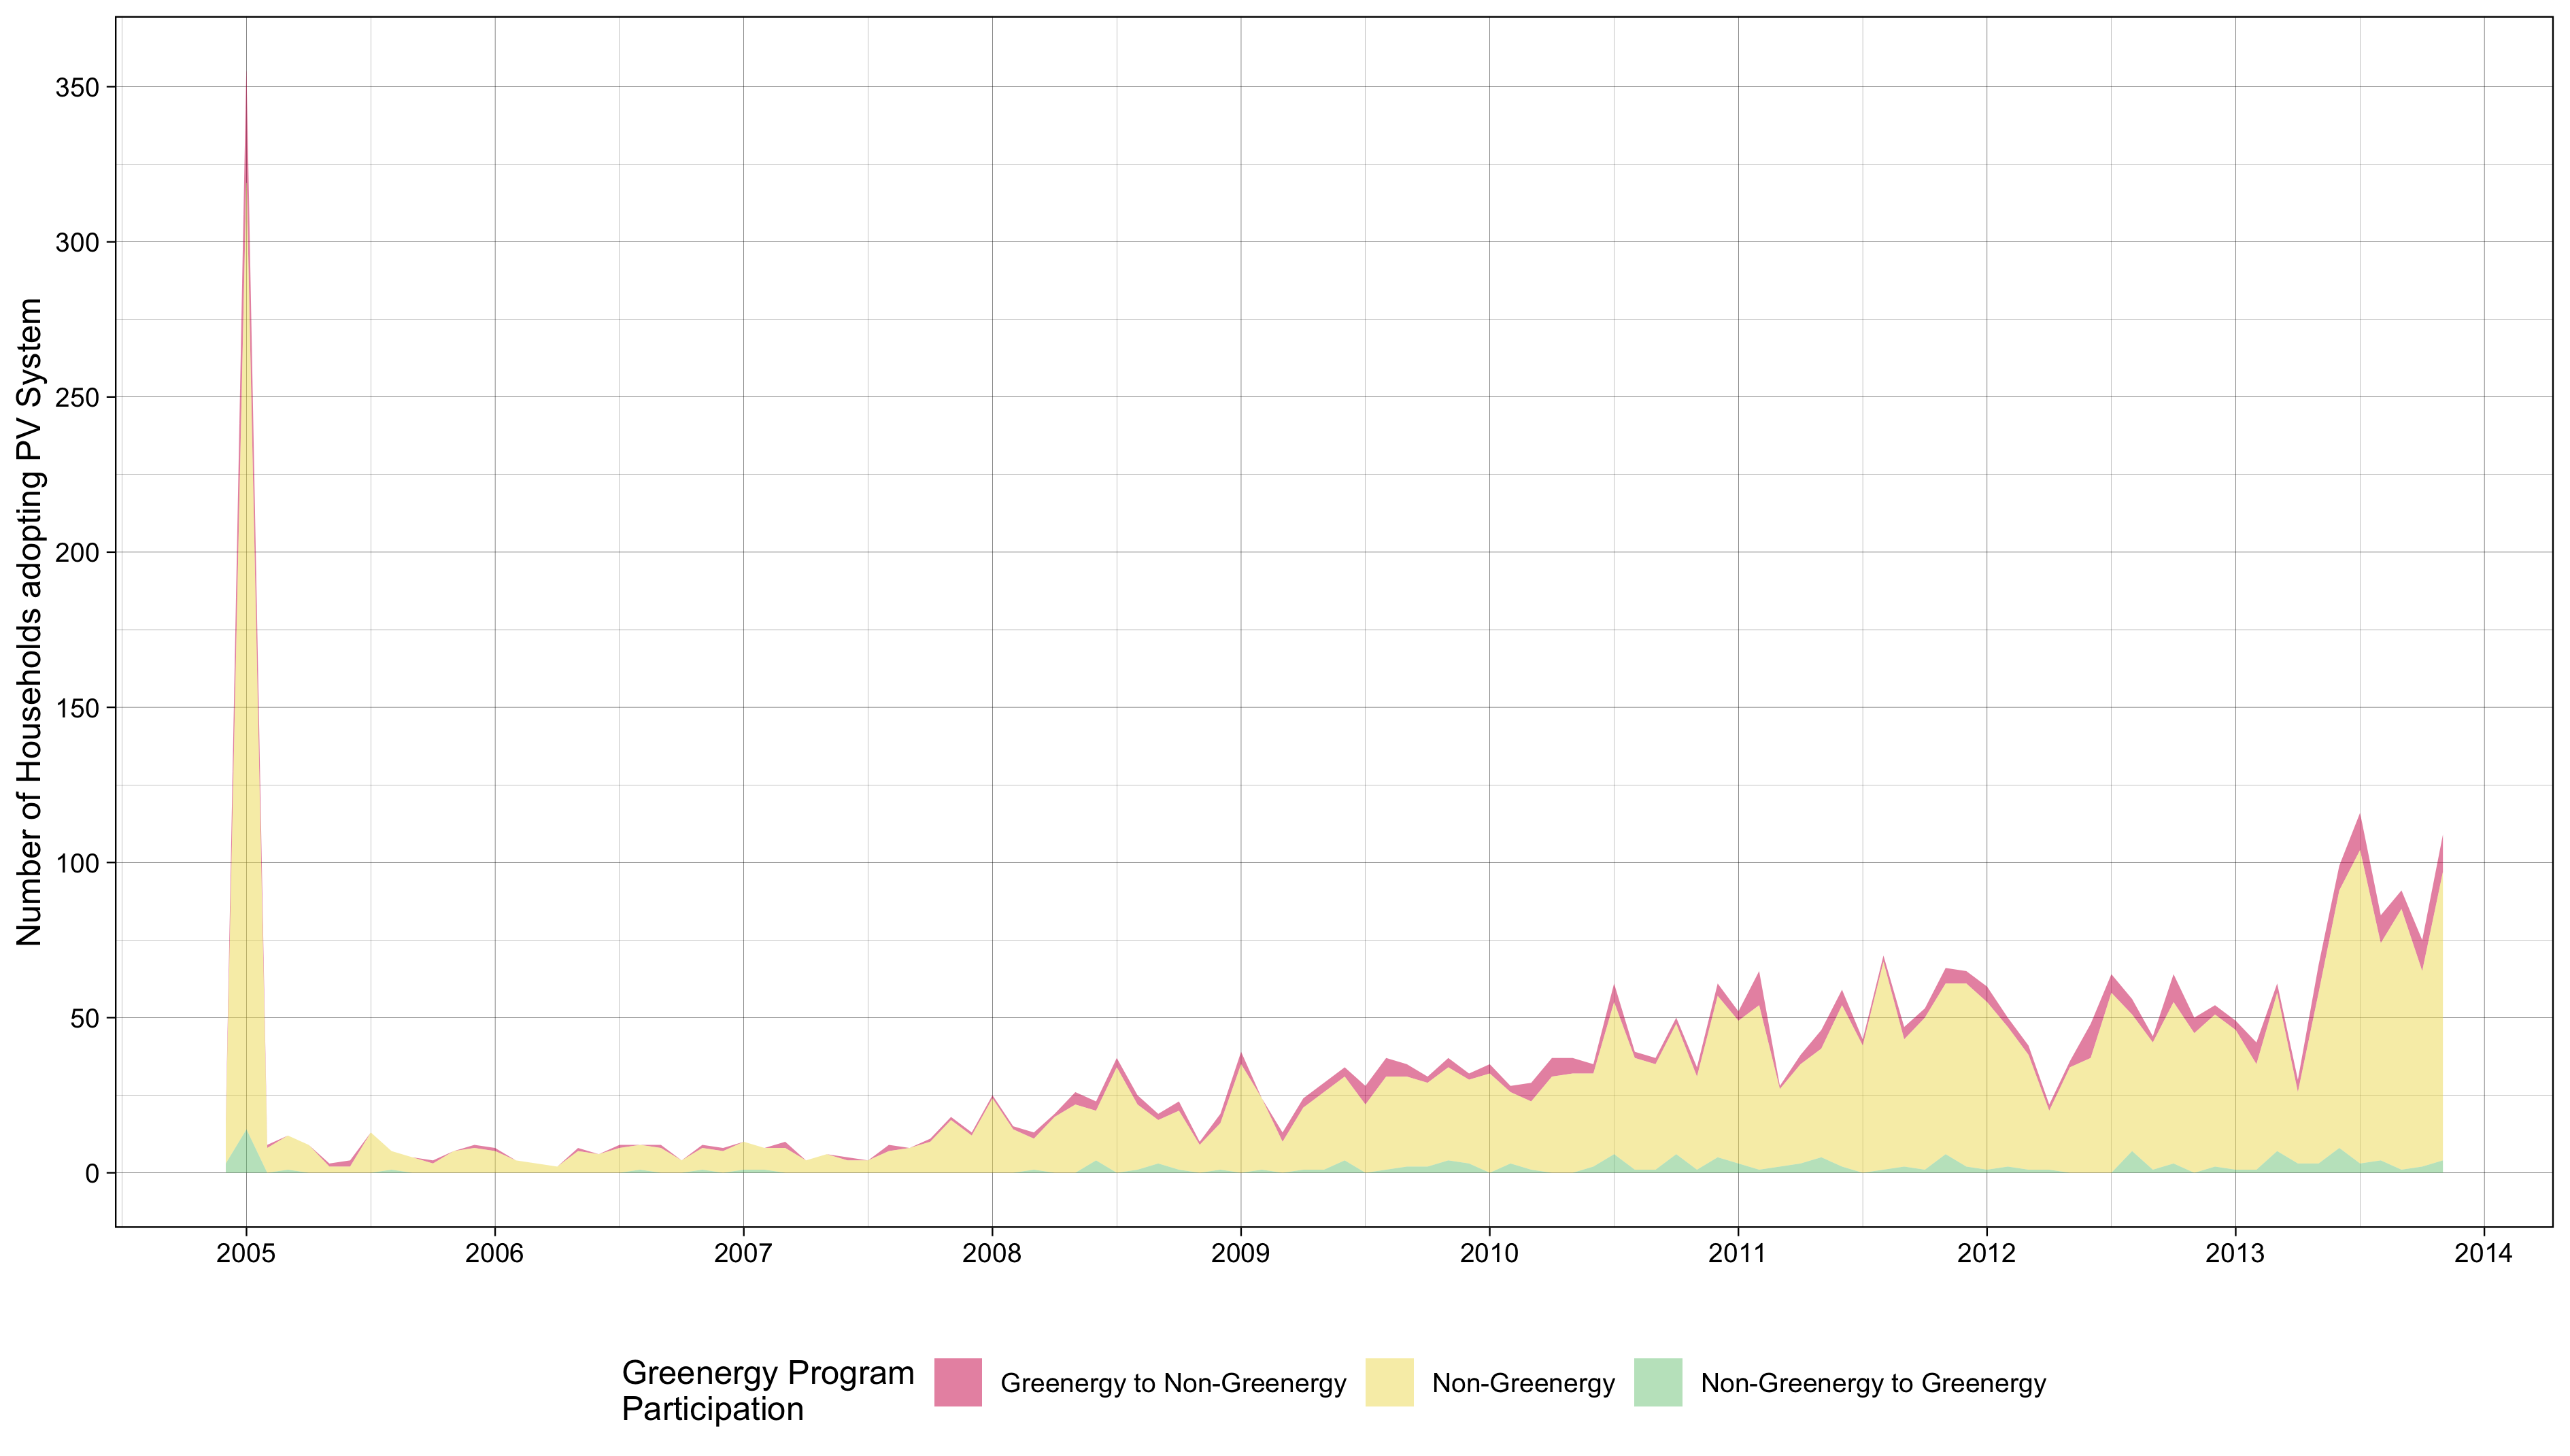 Number of Households adopting PV System
350
300
250
200
150
100
50
0
2005 2006 2007 2008 2009 2010 2011 2012 2013 2014
Greenergy Program
Participation
Greenergy to Non-Greenergy Non-Greenergy Non-Greenergy to Greenergy